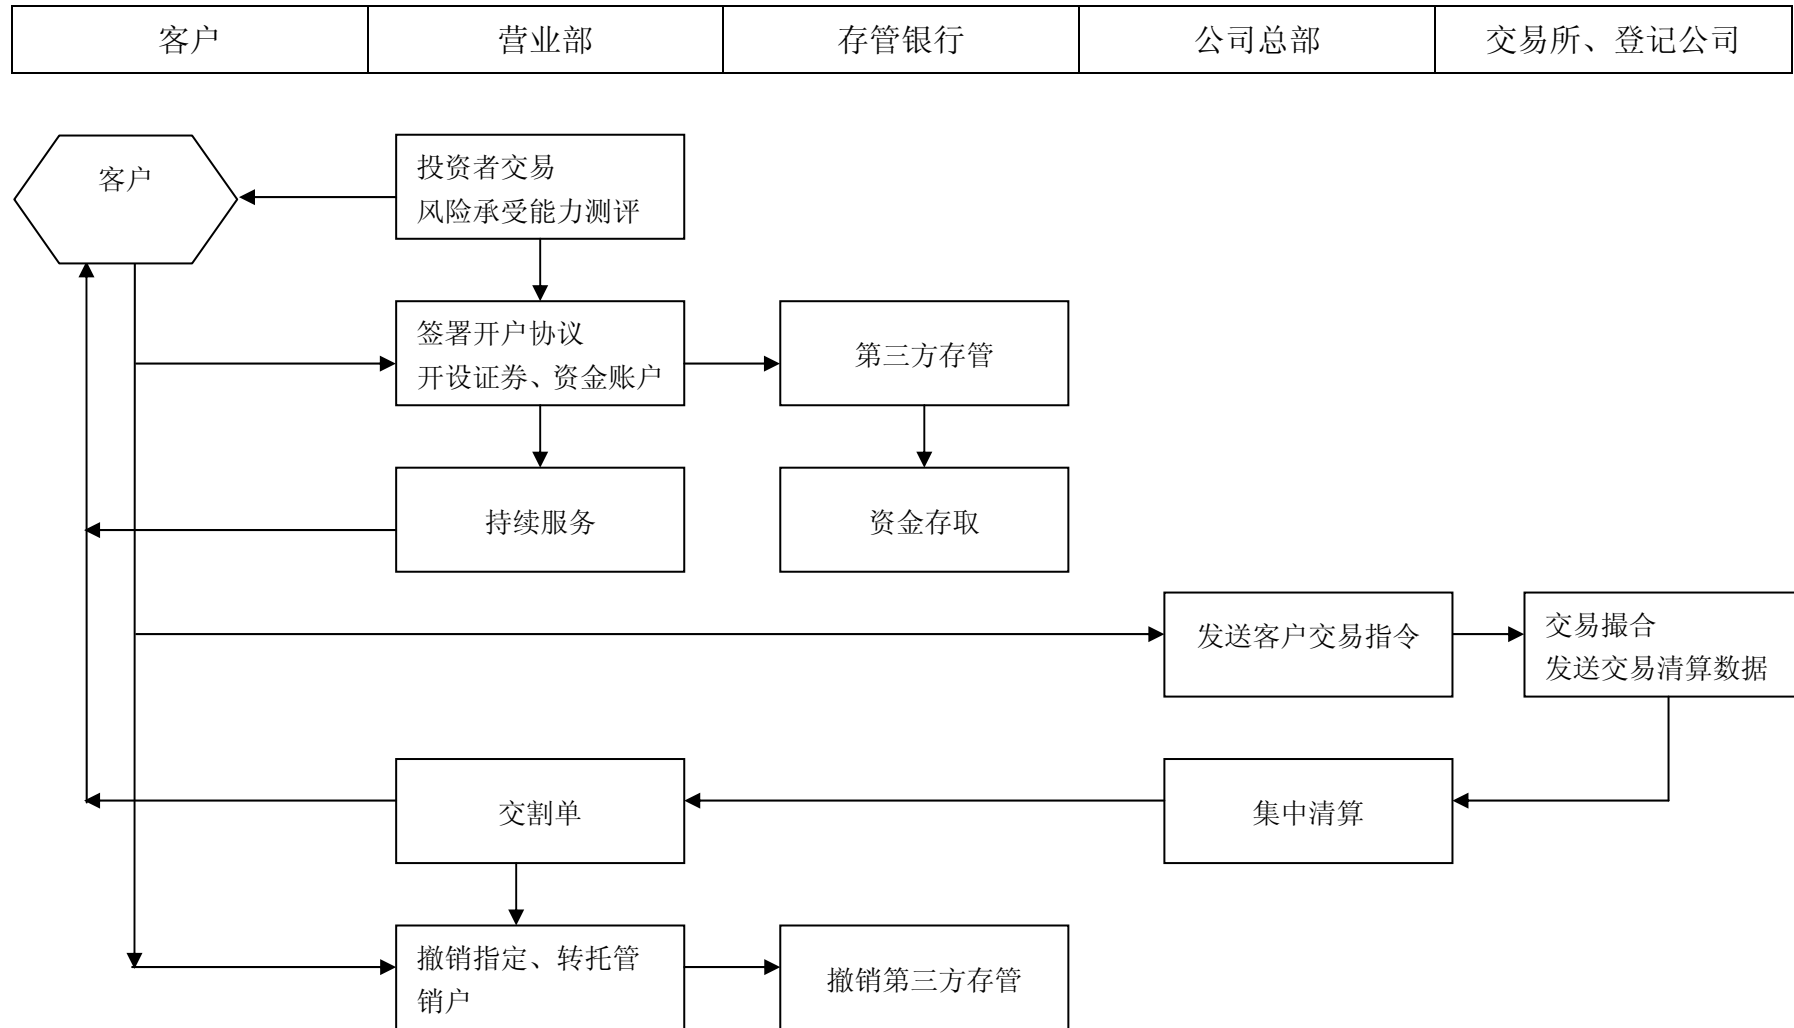 客户
营业部
存管银行
公司总部
交易所、登记公司
客户
投资者交易
风险承受能力测评
签署开户协议
开设证券、资金账户
第三方存管
持续服务
资金存取
发送客户交易指令
交易撮合
发送交易清算数据
交割单
集中清算
撤销指定、转托管
销户
撤销第三方存管